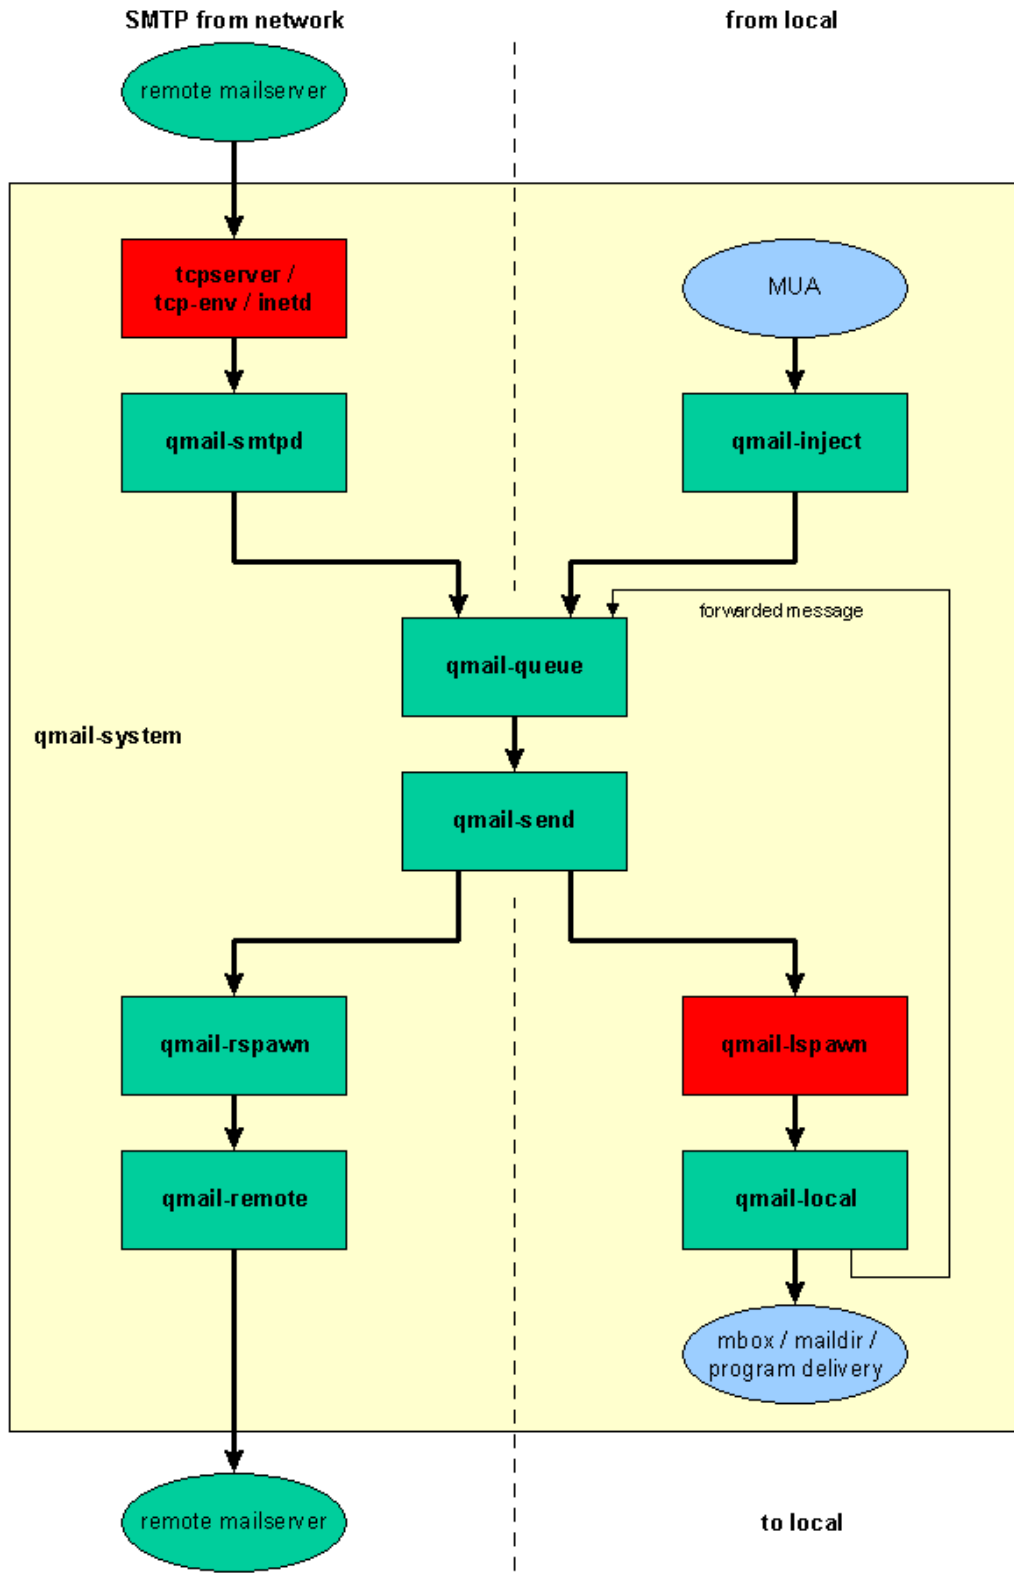 SMTP from network
from local
remote mailserver
tcpserver /
tcp-env / inetd
MUA
qmail-smtpd
qmail-inject
forwarded message
qmail-queue
qmail-system
qmail-send
qmail-rspawn
qmail-lspawn
qmail-remote
qmail-local
mbox / maildir /
program delivery
remote mailserver
to local